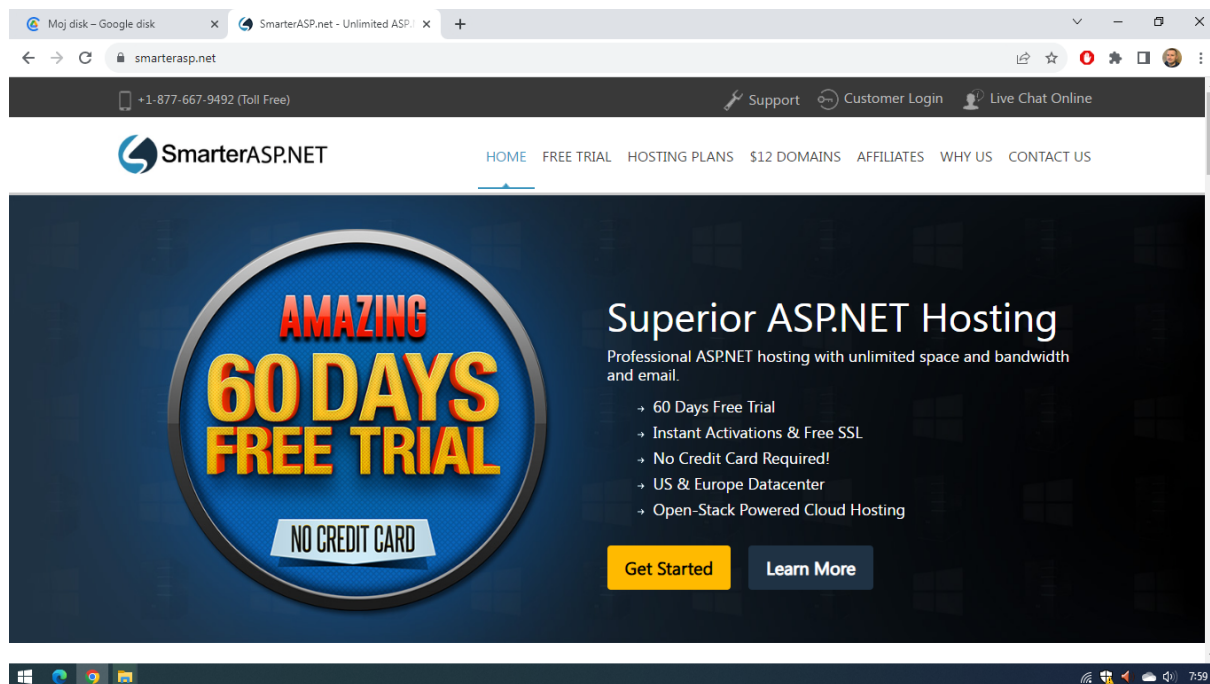 Moj disk – Google disk
SmarterASP.net - Unlimited ASP.
smarterasp.net
+1-877-667-9492 (Toll Free)
Support
Customer Login
Live Chat Online
SmarterASP.NET
HOME
FREE TRIAL
HOSTING PLANS
$12 DOMAINS
AFFILIATES
WHY US
CONTACT US
AMAZING
60 DAYS
FREE TRIAL
NO CREDIT CARD
Superior ASP.NET Hosting
Professional ASP.NET hosting with unlimited space and bandwidth
and email.
60 Days Free Trial
Instant Activations & Free SSL
No Credit Card Required!
US & Europe Datacenter
Open-Stack Powered Cloud Hosting
Get Started
Learn More
7:59